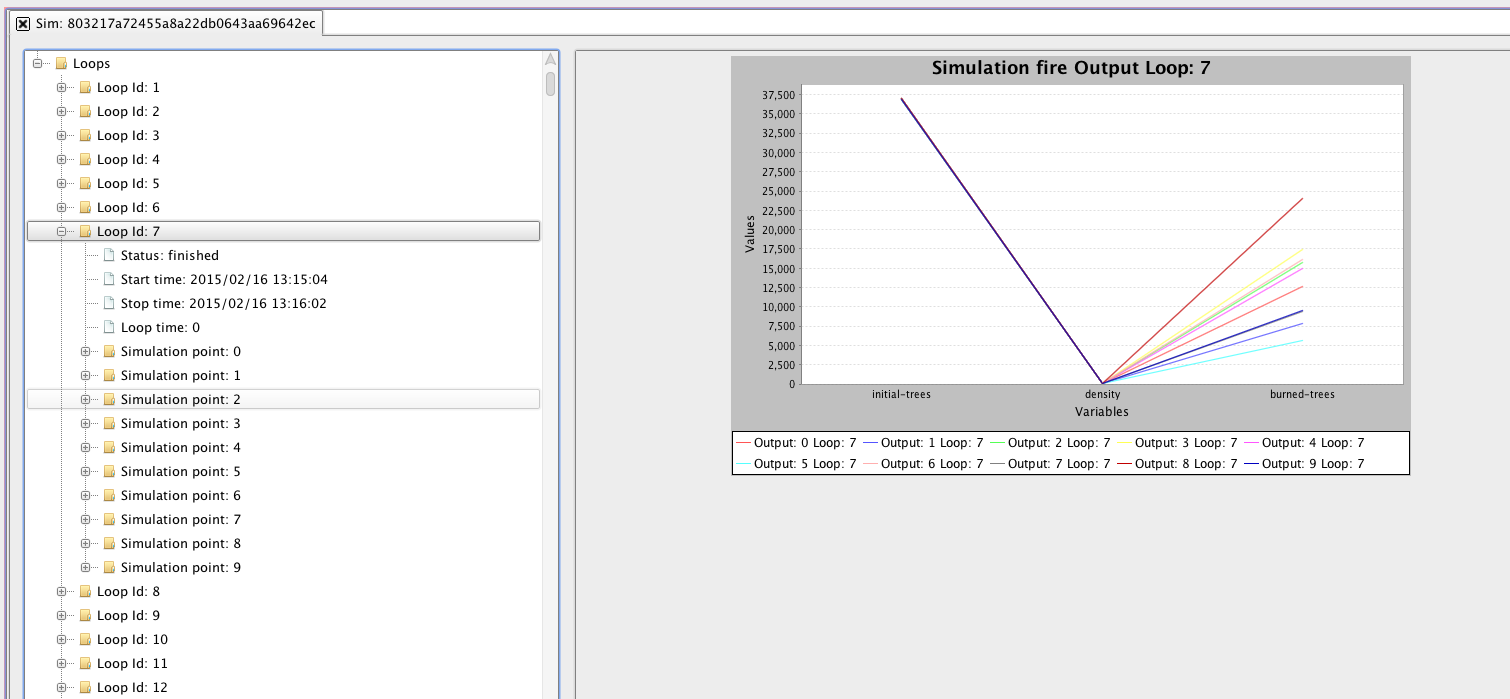 Sim: 803217a72455a8a22db0643aa69642ec
Loops
Loop Id: 1
Loop Id: 2
Loop Id: 3
Loop Id: 4
Loop Id: 5
Loop Id: 6
Loop Id: 7
Status: finished
Start time: 2015/02/16 13:15:04
Stop time: 2015/02/16 13:16:02
Loop time: 0
Simulation point: 0
Simulation point: 1
Simulation point: 2
Simulation point: 3
Simulation point: 4
Simulation point: 5
Simulation point: 6
Simulation point: 7
Simulation point: 8
Simulation point: 9
Loop Id: 8
Loop Id: 9
Loop Id: 10
Loop Id: 11
Loop Id: 12
Simulation fire Output Loop: 7
Values
37,500
35,000
32,500
30,000
27,500
25,000
22,500
20,000
17,500
15,000
12,500
10,000
7,500
5,000
2,500
0
initial-trees density burned-trees
Variables
Output: 0 Loop: 7 Output: 1 Loop: 7 Output: 2 Loop: 7 Output: 3 Loop: 7 Output: 4 Loop: 7
Output: 5 Loop: 7 Output: 6 Loop: 7 Output: 7 Loop: 7 Output: 8 Loop: 7 Output: 9 Loop: 7